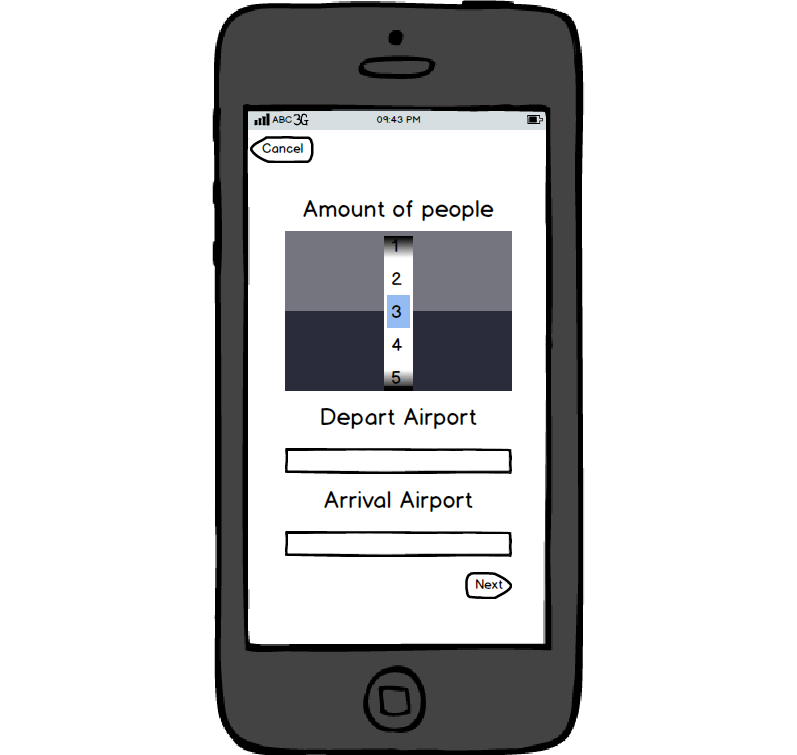 ABC 3G 09:43 PM
Cancel
Amount of people
1
2
3
4
5
Depart Airport
Arrival Airport
Next